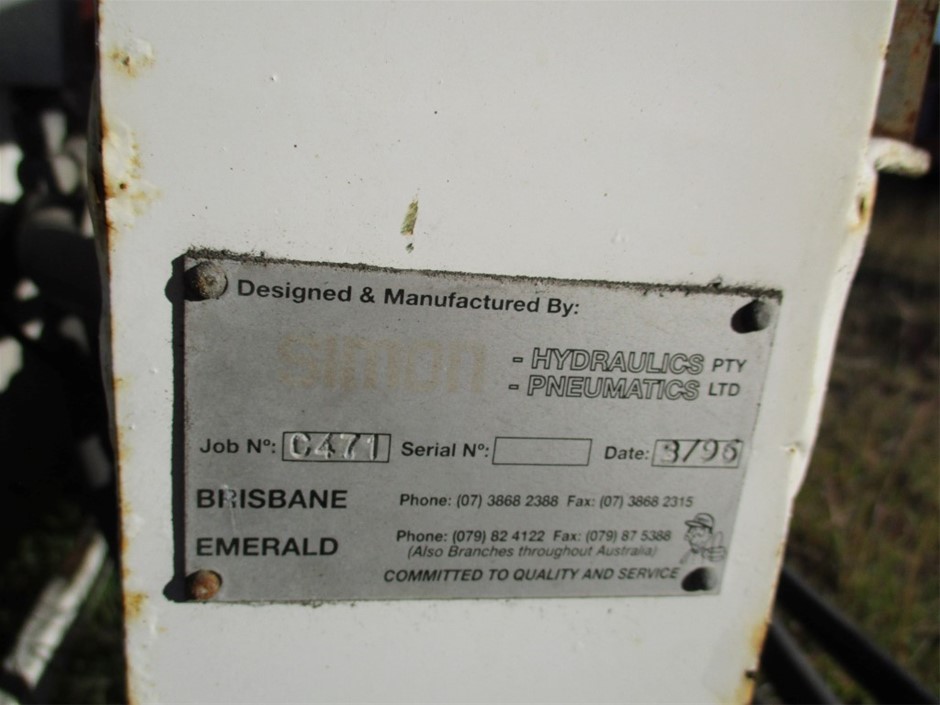 Designed & Manufactured By:
- HYDRAULICS PTY
- PNEUMATICS LTD
Job Nº: C471 Serial Nº: Date: 3/96
BRISBANE Phone: (07) 3868 2388 Fax: (07) 3868 2315
EMERALD Phone: (079) 82 4122 Fax: (079) 87 5388
(Also Branches throughout Australia)
COMMITTED TO QUALITY AND SERVICE